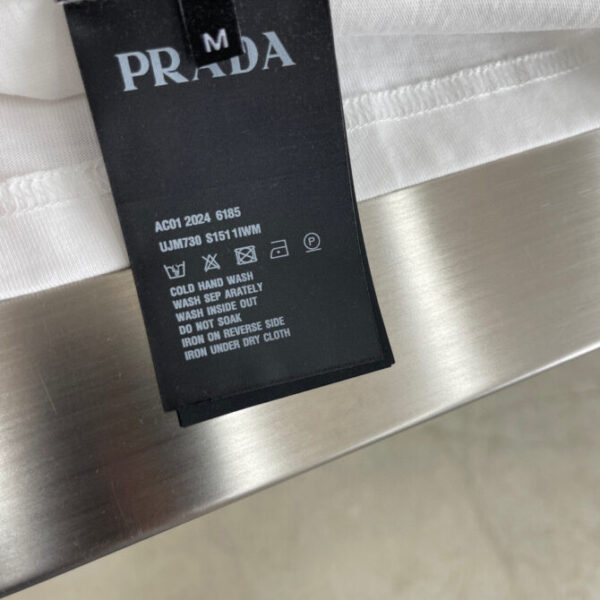 M
PRADA
AC01 2024 6185
UJM730 S1511IWM
P
COLD HAND WASH
WASH SEP ARATELY
WASH INSIDE OUT
DO NOT SOAK
IRON ON REVERSE SIDE
IRON UNDER DRY CLOTH